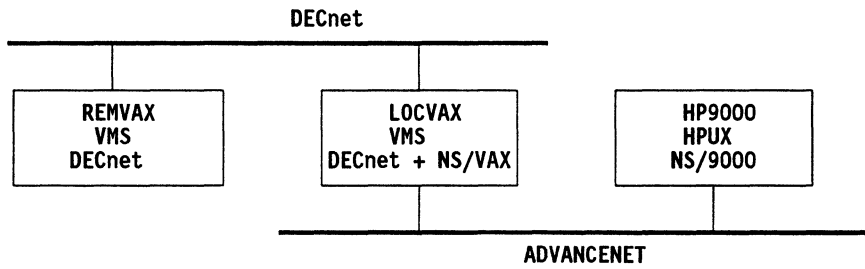 DECnet
REMVAX
VMS
DECnet
LOCVAX
VMS
DECnet + NS/VAX
HP9000
HPUX
NS/9000
ADVANCENET